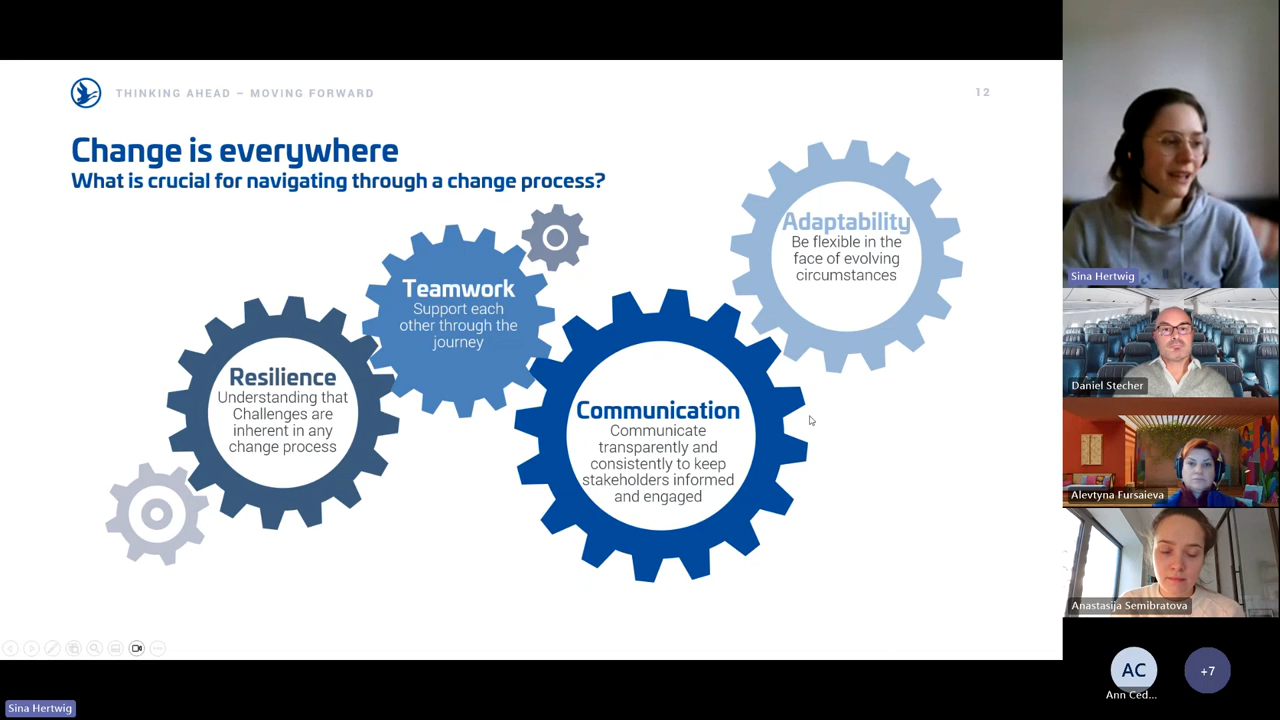 THINKING AHEAD – MOVING FORWARD
12
Change is everywhere
What is crucial for navigating through a change process?
Adaptability
Be flexible in the
face of evolving
circumstances
Teamwork
Support each
other through the
journey
Resilience
Understanding that
Challenges are
inherent in any
change process
Communication
Communicate
transparently and
consistently to keep
stakeholders informed
and engaged
Sina Hertwig
Daniel Stecher
Alevtyna Fursaieva
Anastasija Semibratova
AC
Ann Ced...
+7
Sina Hertwig